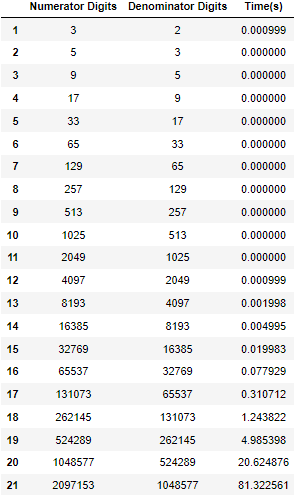 Numerator Digits Denominator Digits Time(s)
1 3 2 0.000999
2 5 3 0.000000
3 9 5 0.000000
4 17 9 0.000000
5 33 17 0.000000
6 65 33 0.000000
7 129 65 0.000000
8 257 129 0.000000
9 513 257 0.000000
10 1025 513 0.000000
11 2049 1025 0.000000
12 4097 2049 0.000999
13 8193 4097 0.001998
14 16385 8193 0.004995
15 32769 16385 0.019983
16 65537 32769 0.077929
17 131073 65537 0.310712
18 262145 131073 1.243822
19 524289 262145 4.985398
20 1048577 524289 20.624876
21 2097153 1048577 81.322561